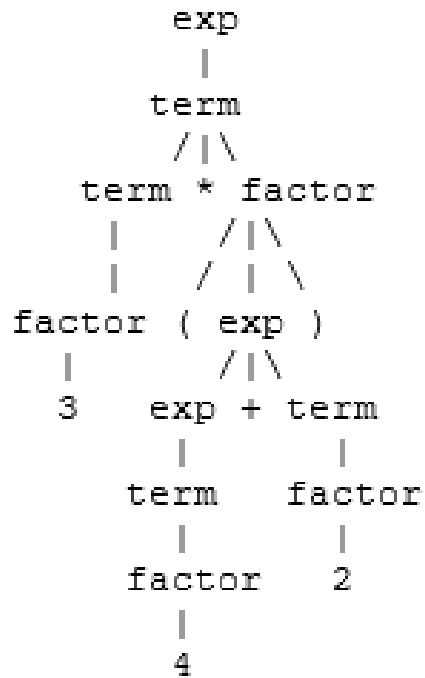 exp
|
term
/|\
term * factor
| /|\
| / | \
factor ( exp )
| /|\
3 exp + term
| |
term factor
| |
factor 2
|
4